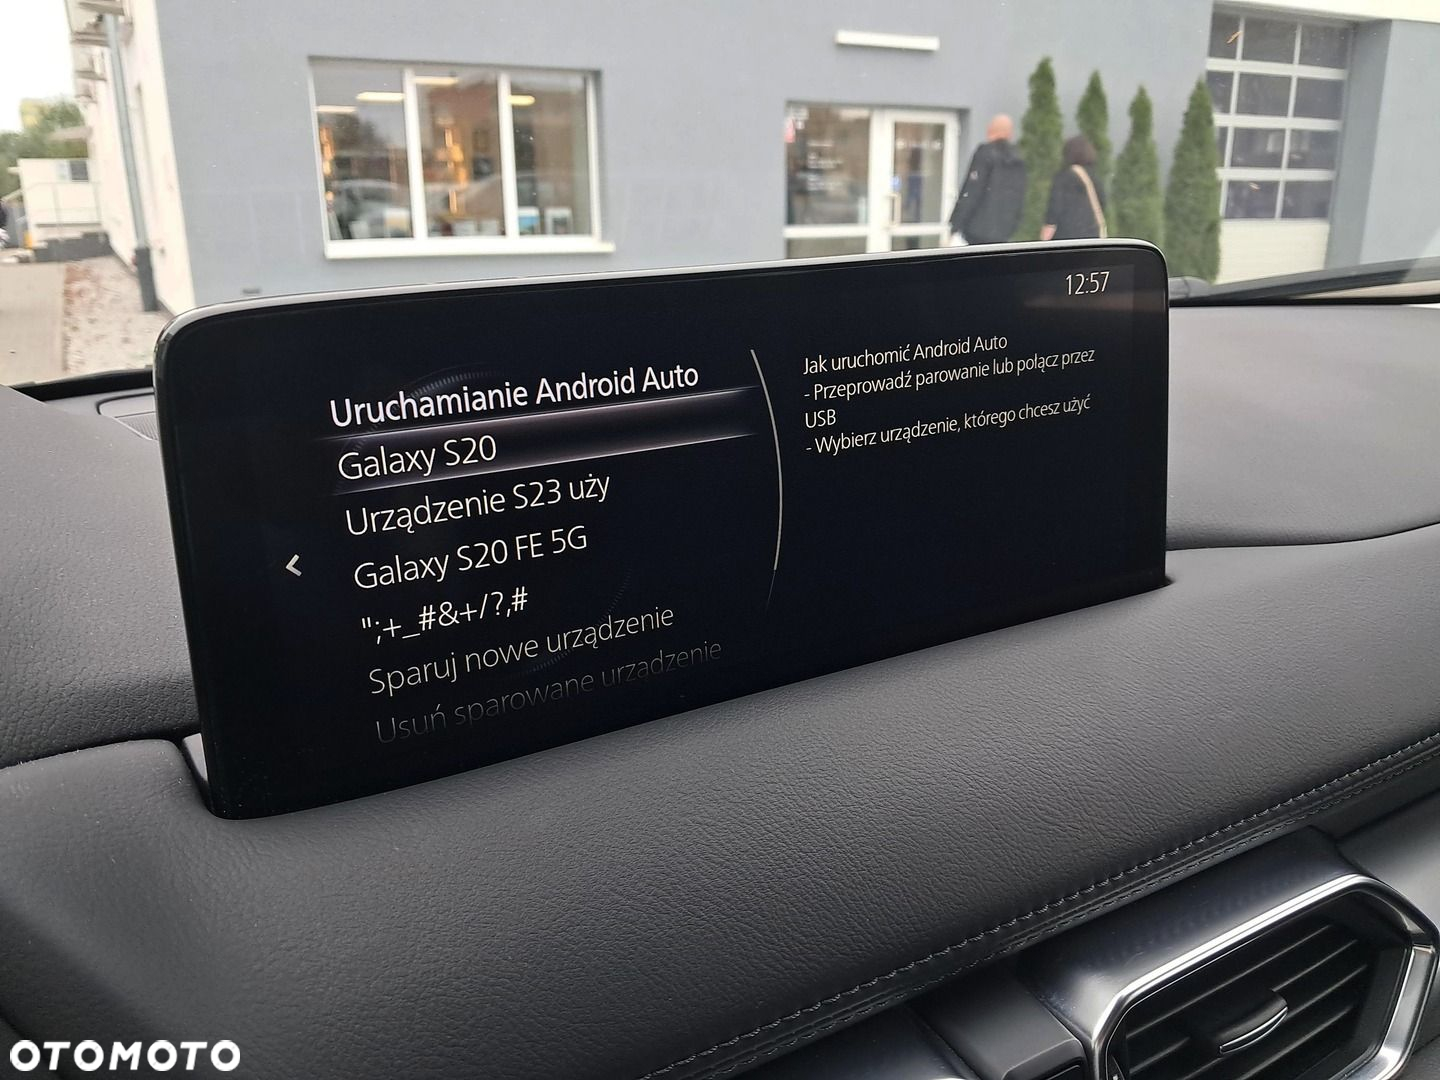 12:57
Uruchamianie Android Auto
Galaxy S20
Urządzenie S23 uży
Galaxy S20 FE 5G
";+_#&+/?,#
Sparuj nowe urządzenie
Usuń sparowane urządzenie
Jak uruchomić Android Auto
- Przeprowadź parowanie lub połącz przez
USB
- Wybierz urządzenie, którego chcesz użyć
OTOMOTO